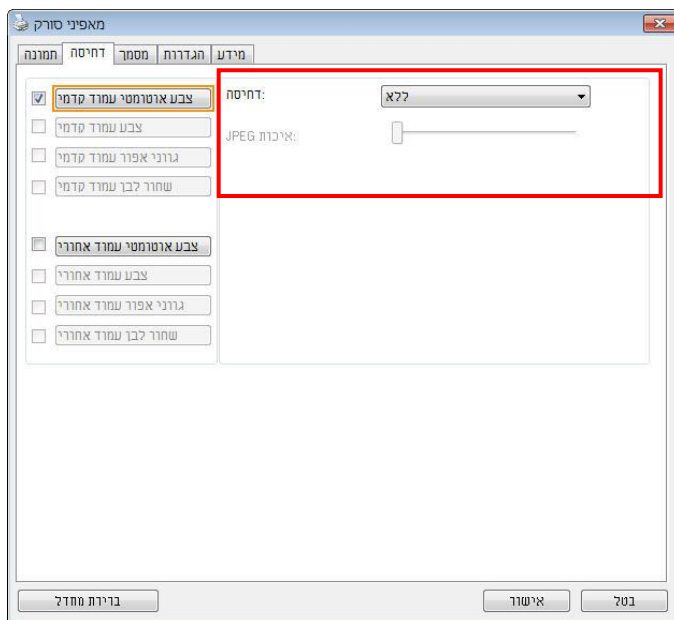 מאפיני סורק
תמונה דחיסה מסמך הגדרות מידע
צבע אוטומטי עמוד קדמי
צבע עמוד קדמי
גווני אפור עמוד קדמי
שחור לבן עמוד קדמי
צבע אוטומטי עמוד אחורי
צבע עמוד אחורי
גווני אפור עמוד אחורי
שחור לבן עמוד אחורי
דחיסה:
ללא
איכות JPEG:
ברירת מחדל
אישור
בטל